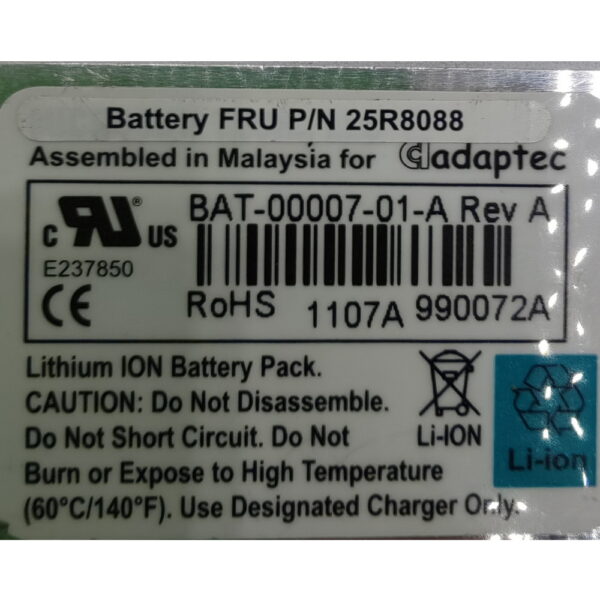 Battery FRU P/N 25R8088
Assembled in Malaysia for adaptec
c RU US
BAT-00007-01-A Rev A
E237850
CE
RoHS 1107A 990072A
Lithium ION Battery Pack.
CAUTION: Do Not Disassemble.
Do Not Short Circuit. Do Not
Burn or Expose to High Temperature
(60°C/140°F). Use Designated Charger Only.
Li-ION
Li-ion